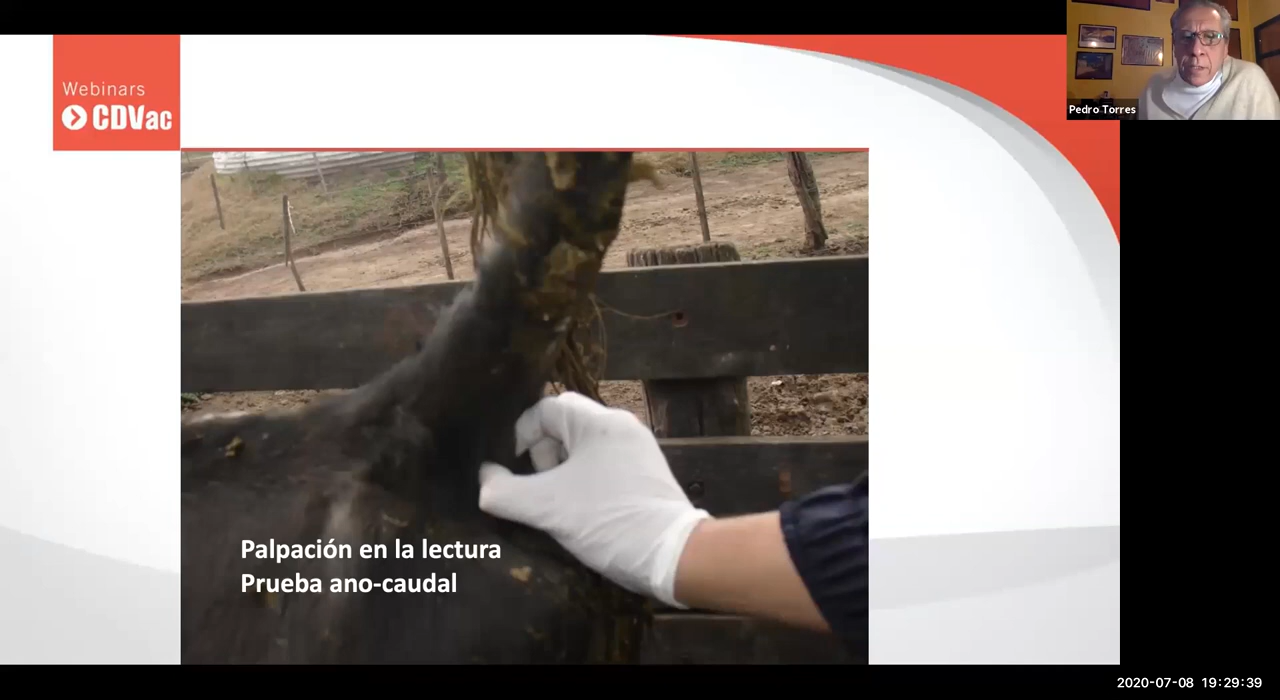 Webinars
CDVac
Pedro Torres
Palpación en la lectura
Prueba ano-caudal
2020-07-08 19:29:39